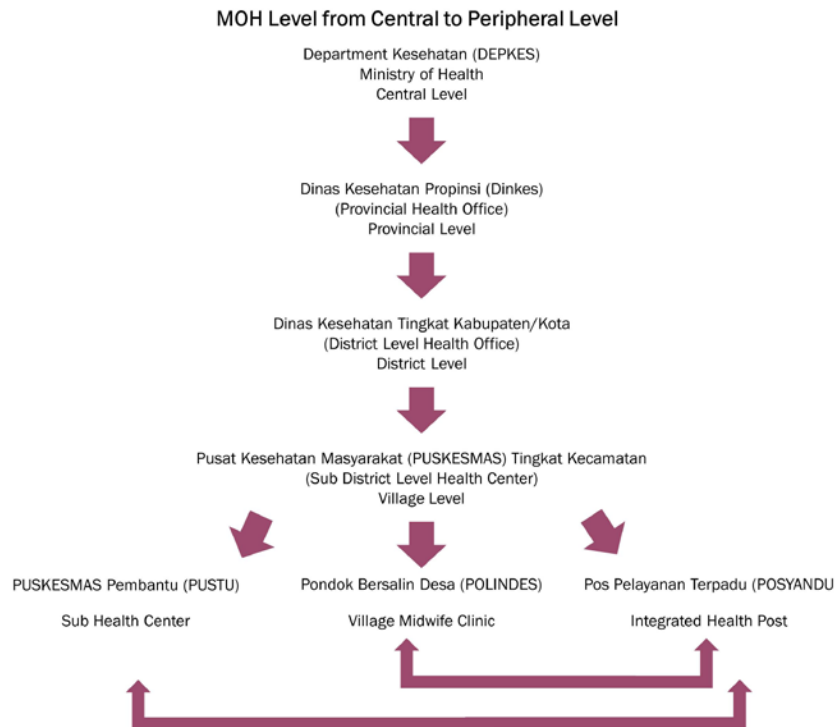 MOH Level from Central to Peripheral Level
Department Kesehatan (DEPKES)
Ministry of Health
Central Level
Dinas Kesehatan Propinsi (Dinkes)
(Provincial Health Office)
Provincial Level
Dinas Kesehatan Tingkat Kabupaten/Kota
(District Level Health Office)
District Level
Pusat Kesehatan Masyarakat (PUSKESMAS) Tingkat Kecamatan
(Sub District Level Health Center)
Village Level
PUSKESMAS Pembantu (PUSTU)
Sub Health Center
Pondok Bersalin Desa (POLINDES)
Village Midwife Clinic
Pos Pelayanan Terpadu (POSYANDU
Integrated Health Post